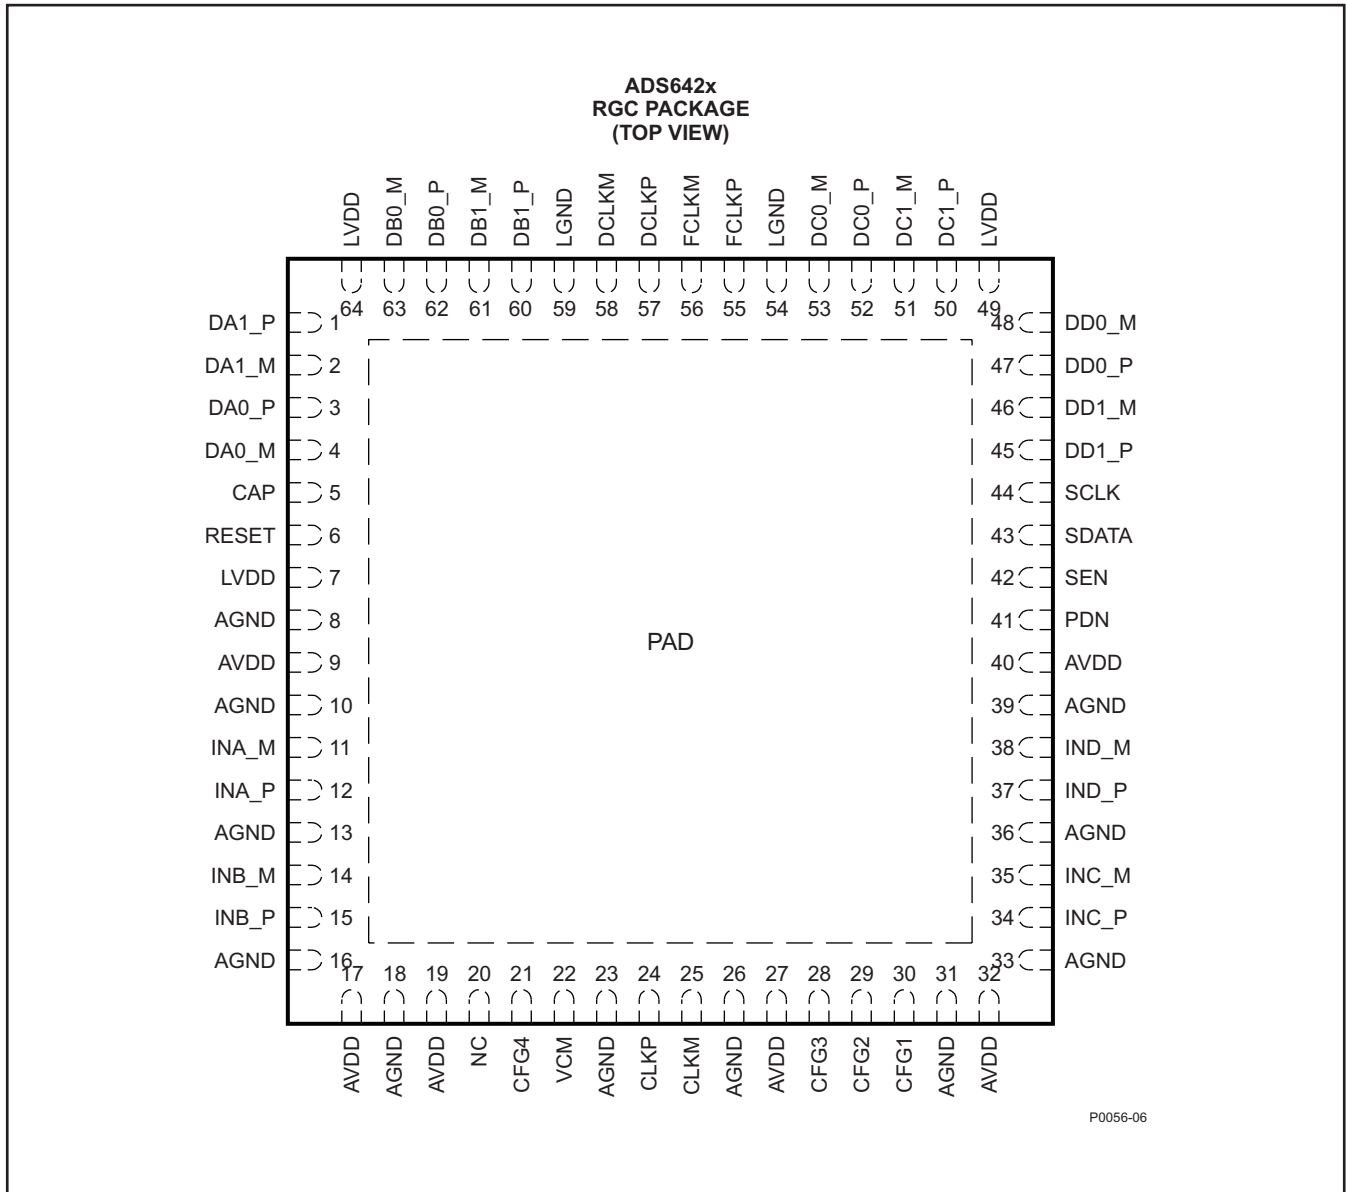 ADS642x
RGC PACKAGE
(TOP VIEW)
LVDD DB0_M DB0_P DB1_M DB1_P LGND DCLKM DCLKP FCLKM FCLKP LGND DC0_M DC0_P DC1_M DC1_P LVDD
64 63 62 61 60 59 58 57 56 55 54 53 52 51 50 49
DA1_P 1 48 DD0_M
DA1_M 2 47 DD0_P
DA0_P 3 46 DD1_M
DA0_M 4 45 DD1_P
CAP 5 44 SCLK
RESET 6 43 SDATA
LVDD 7 42 SEN
AGND 8 41 PDN
PAD
AVDD 9 40 AVDD
AGND 10 39 AGND
INA_M 11 38 IND_M
INA_P 12 37 IND_P
AGND 13 36 AGND
INB_M 14 35 INC_M
INB_P 15 34 INC_P
AGND 16 33 AGND
17 18 19 20 21 22 23 24 25 26 27 28 29 30 31 32
AVDD AGND AVDD NC CFG4 VCM AGND CLKP CLKM AGND AVDD CFG3 CFG2 CFG1 AGND AVDD
P0056-06